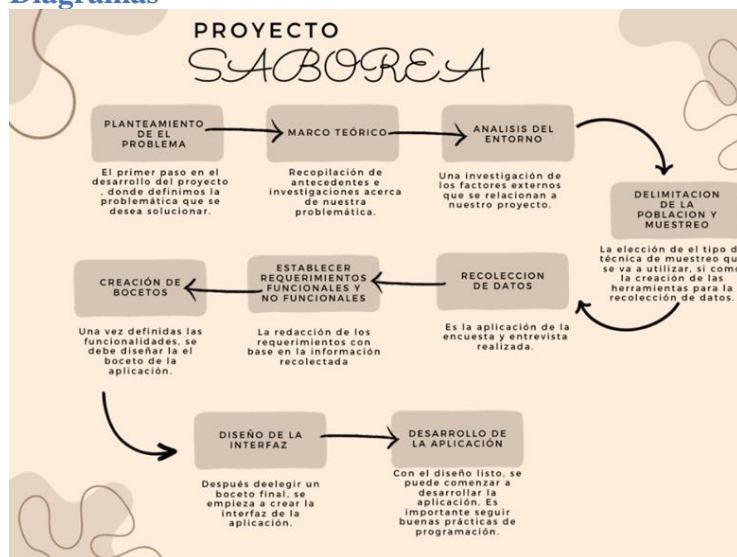 Diagramas
PROYECTO
SABOREA
PLANTEAMIENTO
DE EL
PROBLEMA
El primer paso en el
desarrollo del proyecto
, donde definimos la
problemática que se
desea solucionar.
MARCO TEÓRICO
Recopilación de
antecedentes e
investigaciones acerca
de nuestra
problemática.
ANALISIS DEL
ENTORNO
Una investigación de
los factores externos
que se relacionan a
nuestro proyecto.
DELIMITACION
DE LA
POBLACION Y
MUESTREO
La elección de el tipo d
técnica de muestreo qu
se va a utilizar, si como
la creación de las
herramientas para la
recolección de datos.
RECOLECCION
DE DATOS
Es la aplicación de la
encuesta y entrevista
realizada.
ESTABLECER
REQUERIMIENTOS
FUNCIONALES Y
NO FUNCIONALES
La redacción de los
requerimientos con
base en la información
recolectada
CREACIÓN DE
BOCETOS
Una vez definidas las
funcionalidades, se
debe diseñar la el
boceto de la
aplicación.
DISEÑO DE LA
INTERFAZ
Después deelegir un
boceto final, se
empieza a crear la
interfaz de la
aplicación.
DESARROLLO DE
LA APLICACIÓN
Con el diseño listo, se
puede comenzar a
desarrollar la
aplicación. Es
importante seguir
buenas prácticas de
programación.